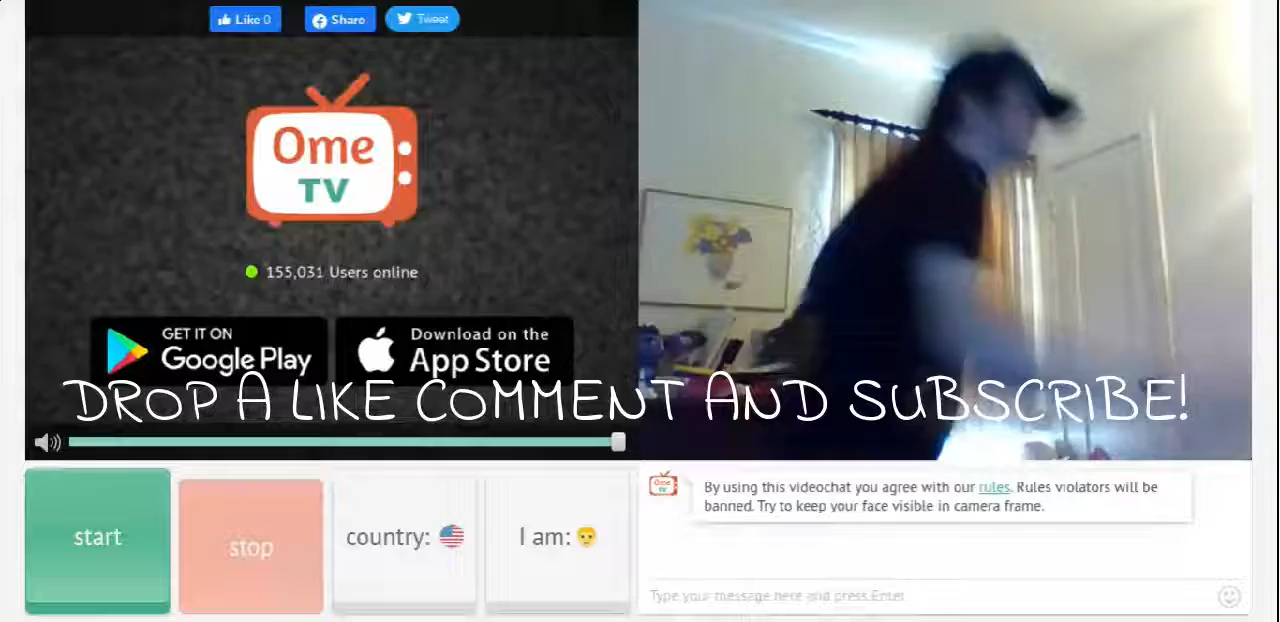 Like 0
Share
Tweet
Ome
TV
155,031 Users online
GET IT ON
Google Play
Download on the
App Store
DROP A LIKE COMMENT AND SUBSCRIBE!
start
stop
country:
I am:
Ome
TV
By using this videochat you agree with our rules. Rules violators will be
banned. Try to keep your face visible in camera frame.
Type your message here and press Enter